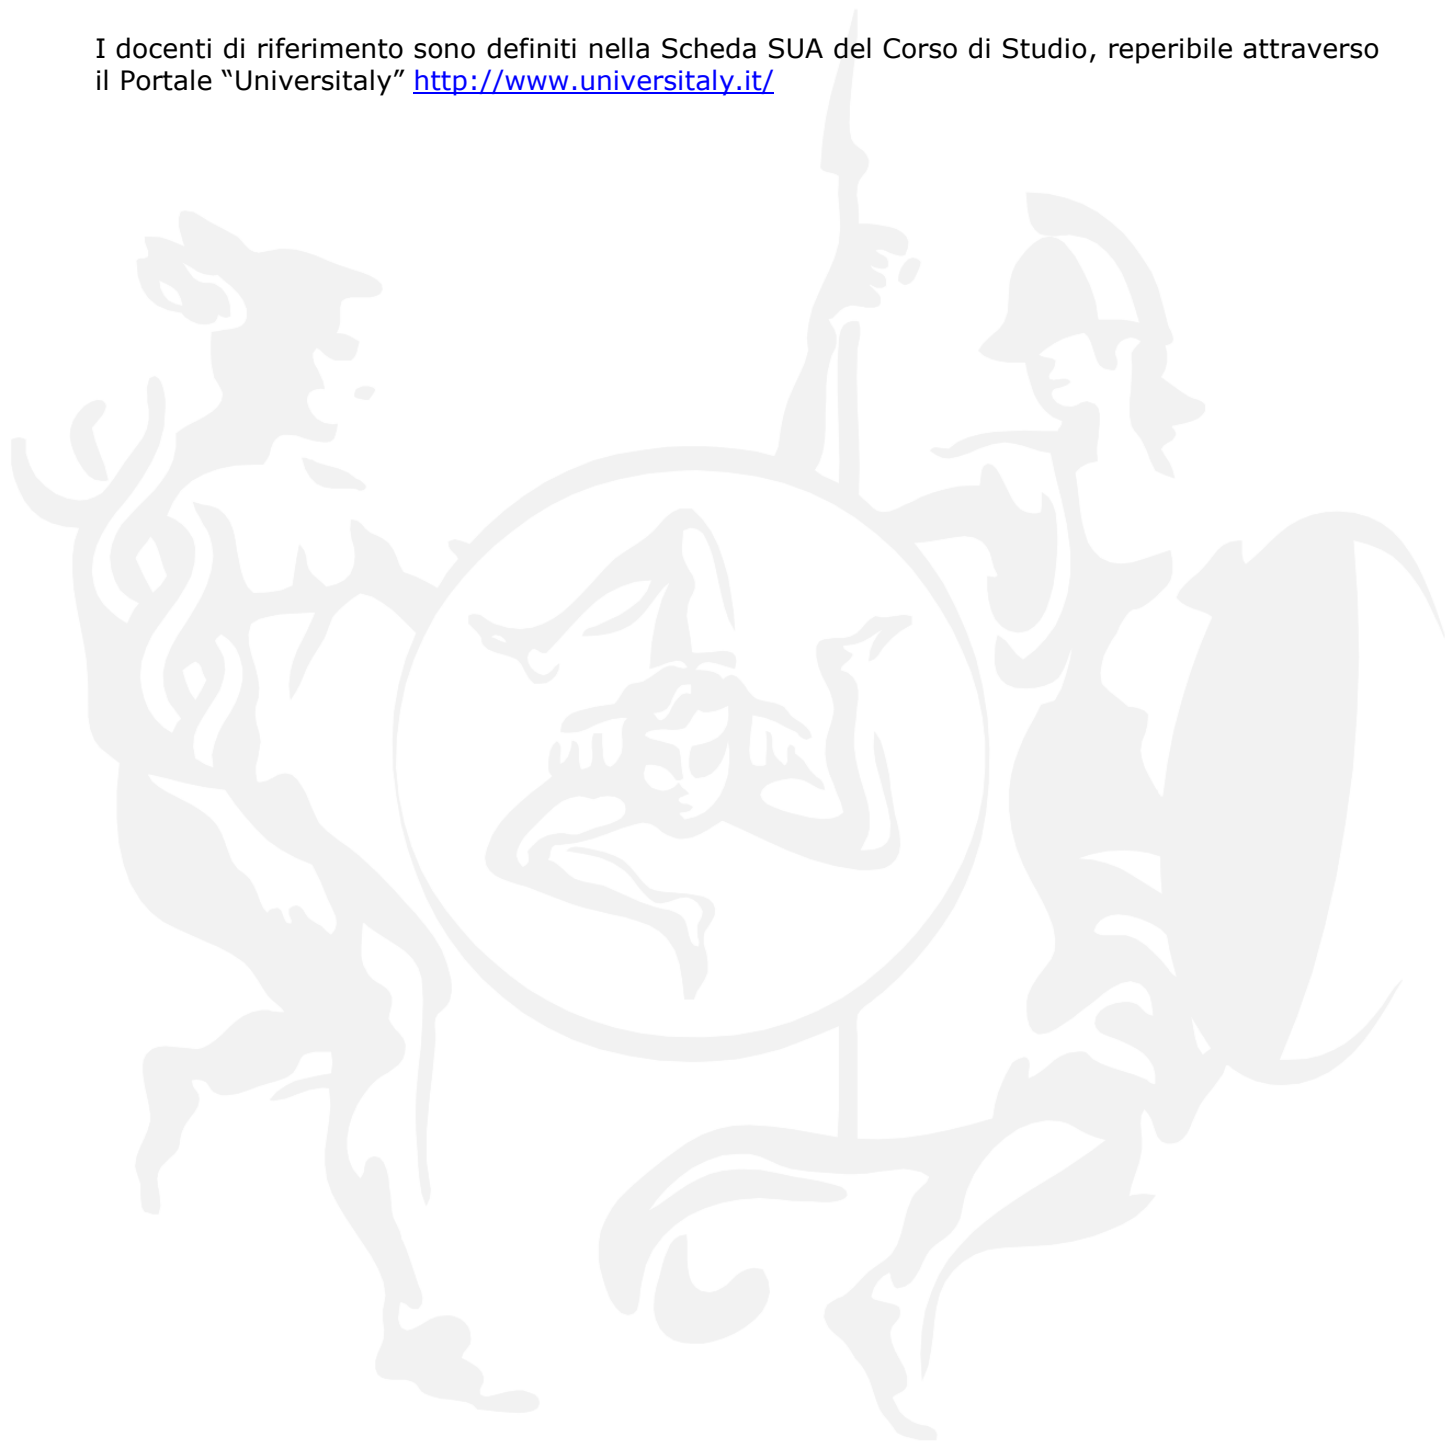 I docenti di riferimento sono definiti nella Scheda SUA del Corso di Studio, reperibile attraverso
il Portale “Universitaly” http://www.universitaly.it/